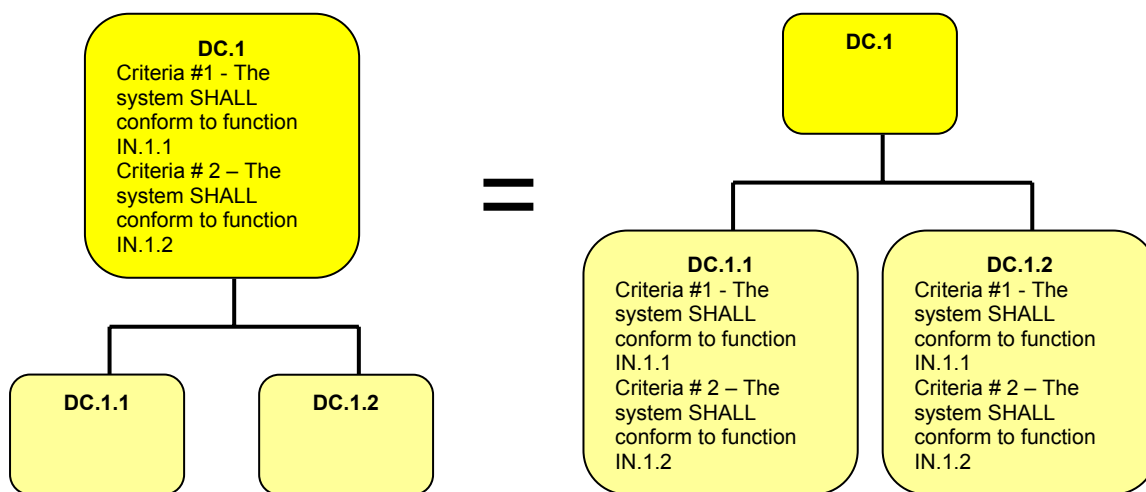 DC.1
Criteria #1 - The
system SHALL
conform to function
IN.1.1
Criteria # 2 – The
system SHALL
conform to function
IN.1.2
DC.1.1
DC.1.2
=
DC.1
DC.1.1
Criteria #1 - The
system SHALL
conform to function
IN.1.1
Criteria # 2 – The
system SHALL
conform to function
IN.1.2
DC.1.2
Criteria #1 - The
system SHALL
conform to function
IN.1.1
Criteria # 2 – The
system SHALL
conform to function
IN.1.2